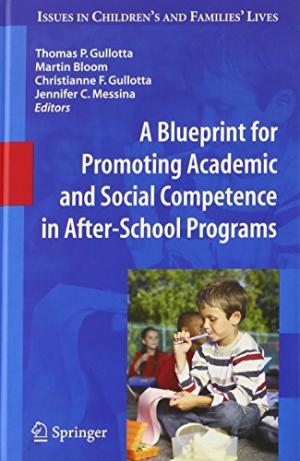 ISSUES IN CHILDREN'S AND FAMILIES' LIVES
Thomas P. Gullotta
Martin Bloom
Christianne F. Gullotta
Jennifer C. Messina
Editors
A Blueprint for
Promoting Academic
and Social Competence
in After-School Programs
Springer